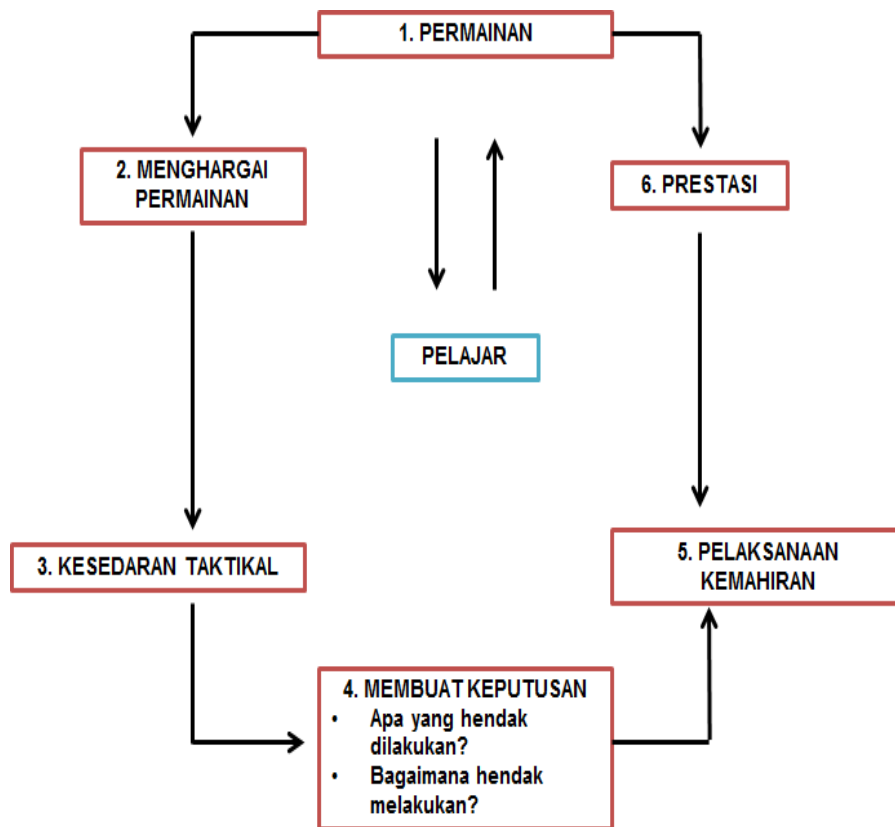 1. PERMAINAN
2. MENGHARGAI
PERMAINAN
6. PRESTASI
PELAJAR
3. KESEDARAN TAKTIKAL
5. PELAKSANAAN
KEMAHIRAN
4. MEMBUAT KEPUTUSAN
• Apa yang hendak
dilakukan?
• Bagaimana hendak
melakukan?